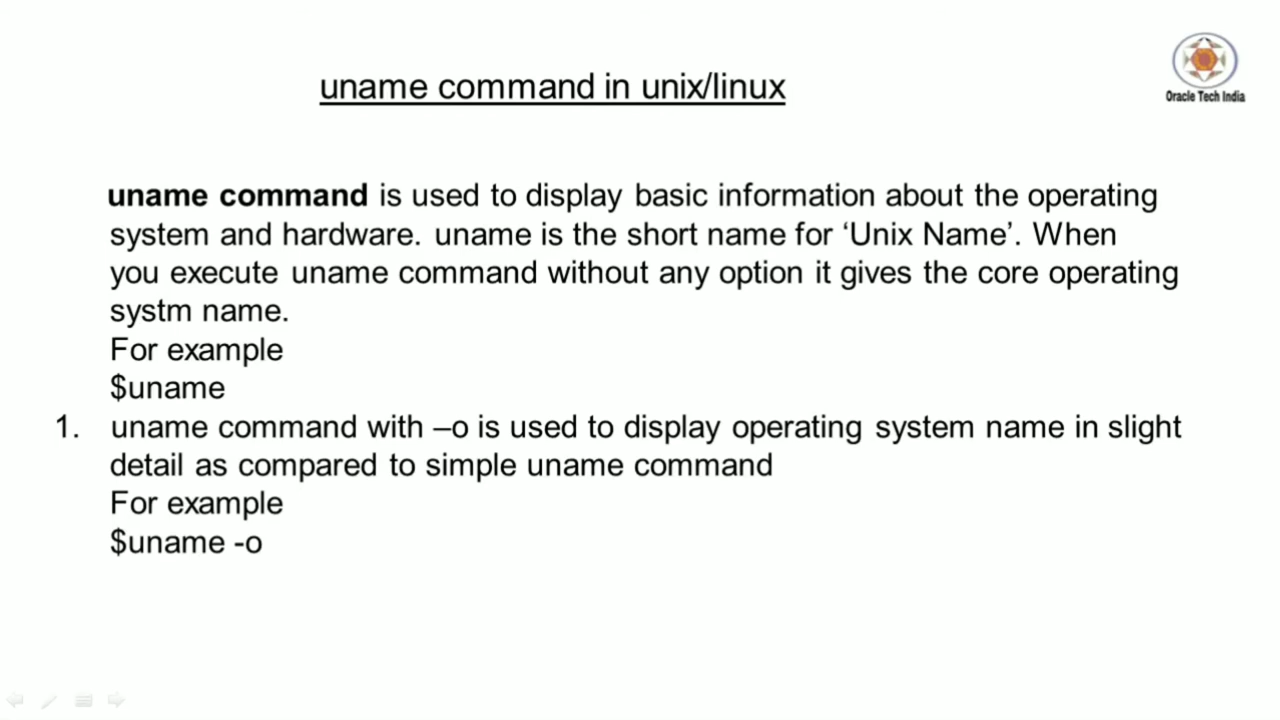 uname command in unix/linux
Oracle Tech India
uname command is used to display basic information about the operating
system and hardware. uname is the short name for ‘Unix Name’. When
you execute uname command without any option it gives the core operating
systm name.
For example
$uname
1. uname command with –o is used to display operating system name in slight
detail as compared to simple uname command
For example
$uname -o